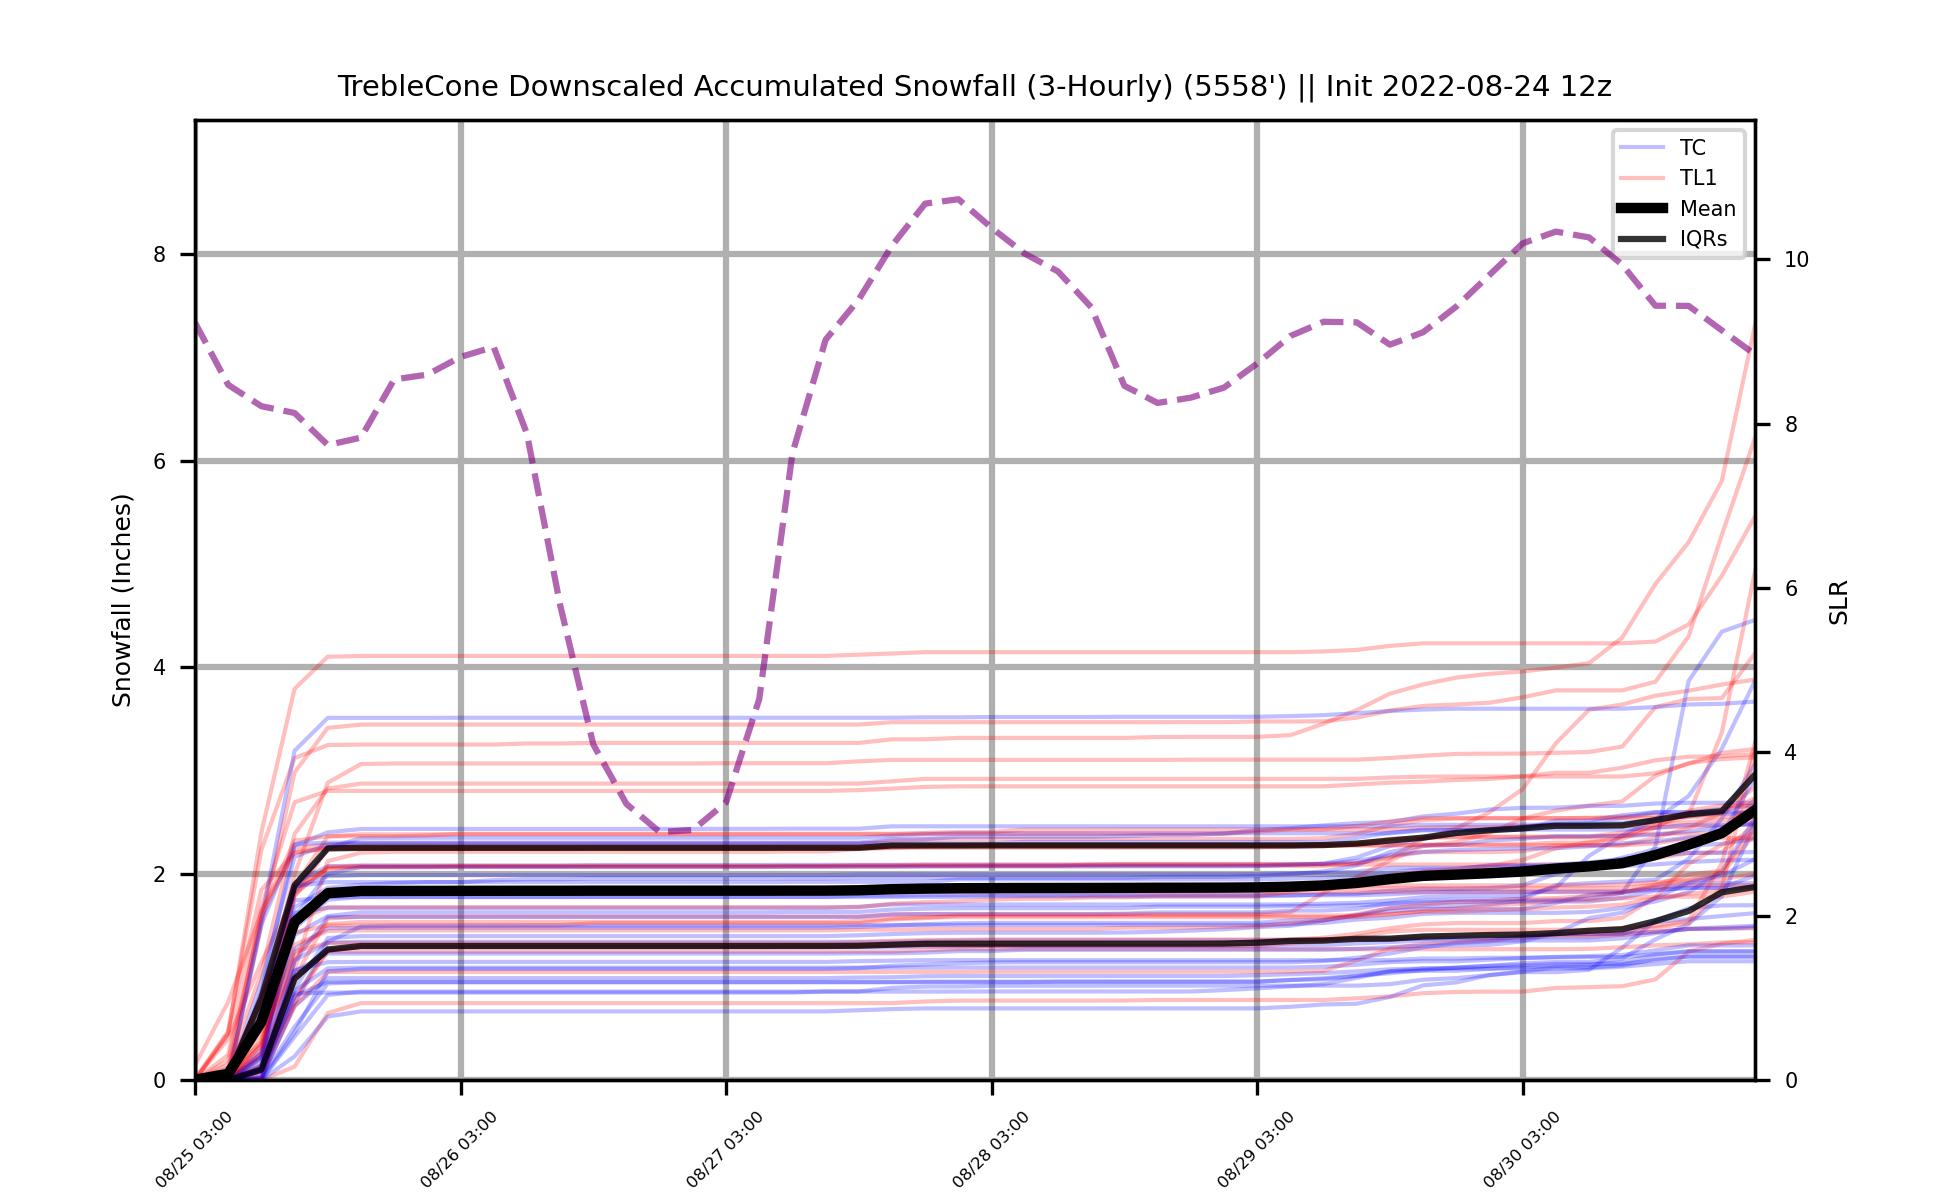 TrebleCone Downscaled Accumulated Snowfall (3-Hourly) (5558') || Init 2022-08-24 12z
TC
TL1
Mean
IQRs
Snowfall (Inches)
8
6
4
2
0
10
8
6
4
2
0
SLR
08/25 03:00
08/26 03:00
08/27 03:00
08/28 03:00
08/29 03:00
08/30 03:00